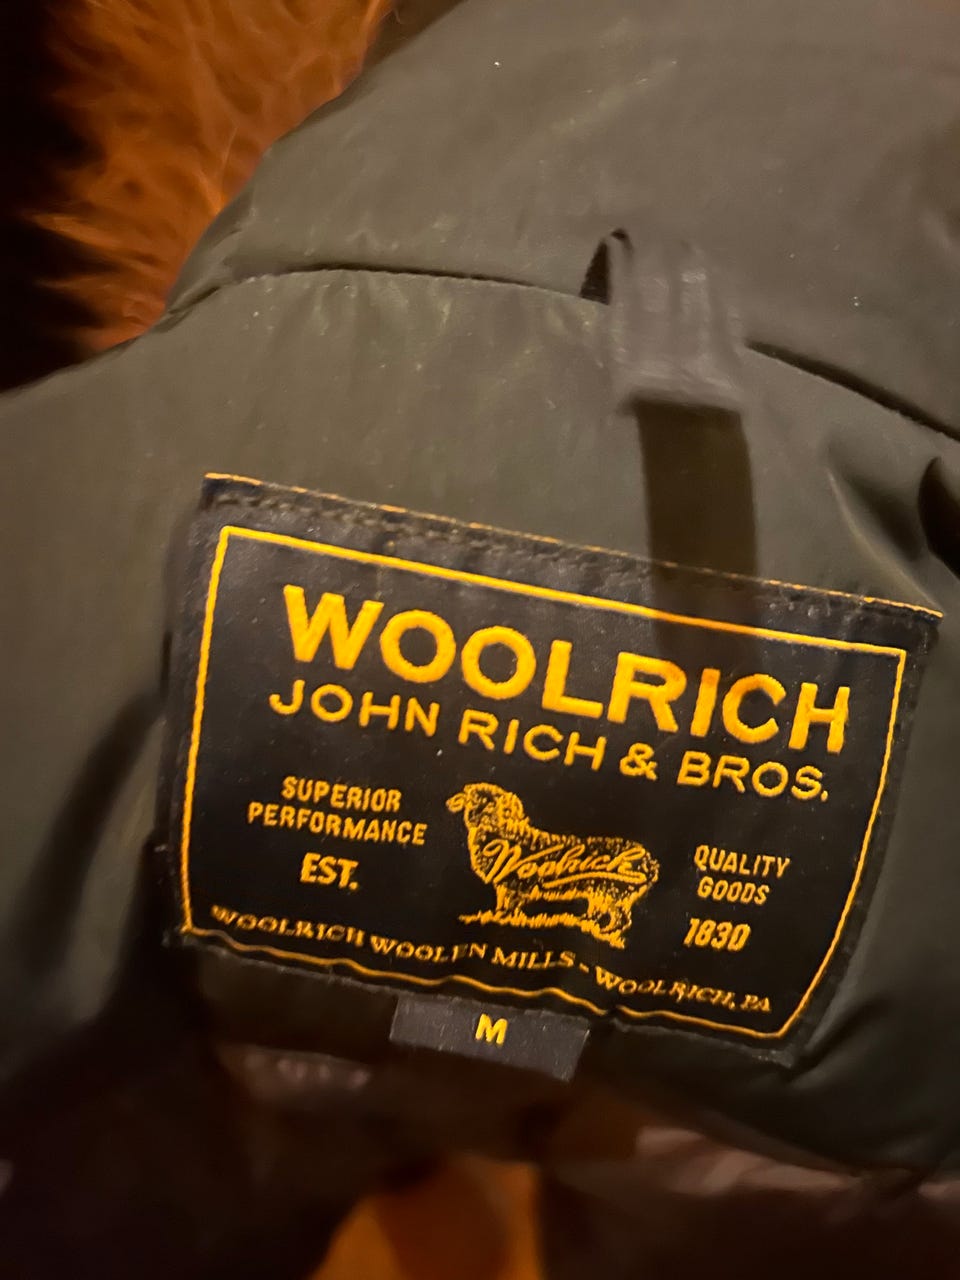 WOOLRICH
JOHN RICH & BROS.
SUPERIOR
PERFORMANCE
EST.
Woolrich
QUALITY
GOODS
1830
WOOLRICH WOOLEN MILLS - WOOLRICH, PA
M